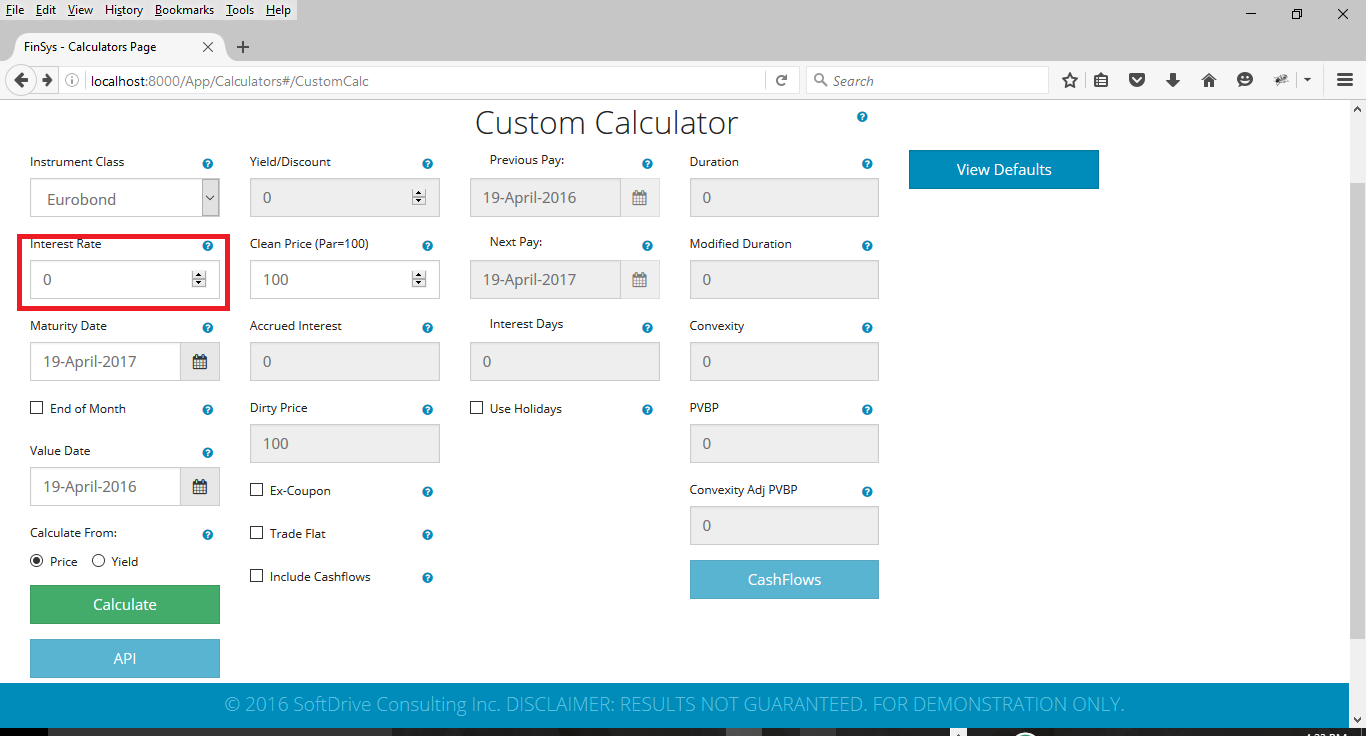 File Edit View History Bookmarks Tools Help
FinSys - Calculators Page
localhost:8000/App/Calculators#/CustomCalc
Search
Custom Calculator
Instrument Class
Eurobond
Interest Rate
0
Maturity Date
19-April-2017
End of Month
Value Date
19-April-2016
Calculate From:
Price Yield
Calculate
API
Yield/Discount
0
Clean Price (Par=100)
100
Accrued Interest
0
Dirty Price
100
Ex-Coupon
Trade Flat
Include Cashflows
Previous Pay:
19-April-2016
Next Pay:
19-April-2017
Interest Days
0
Use Holidays
Duration
0
Modified Duration
0
Convexity
0
PVBP
0
Convexity Adj PVBP
0
CashFlows
View Defaults
© 2016 SoftDrive Consulting Inc. DISCLAIMER: RESULTS NOT GUARANTEED. FOR DEMONSTRATION ONLY.